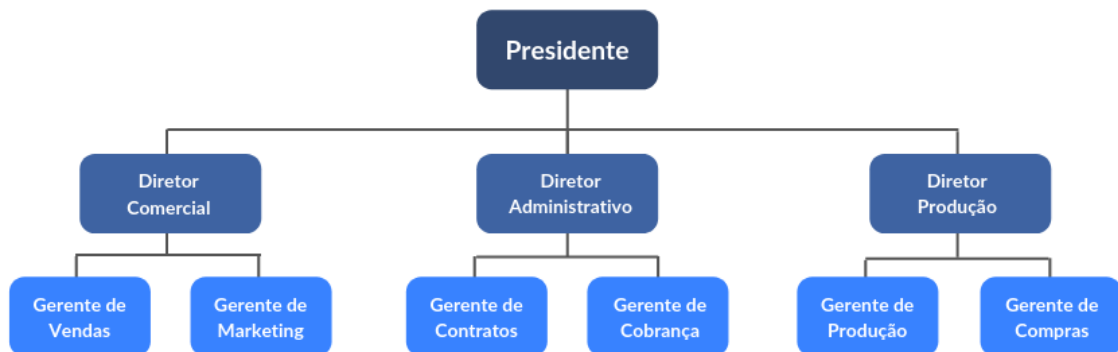 Presidente
Diretor
Comercial
Diretor
Administrativo
Diretor
Produção
Gerente de
Vendas
Gerente de
Marketing
Gerente de
Contratos
Gerente de
Cobrança
Gerente de
Produção
Gerente de
Compras